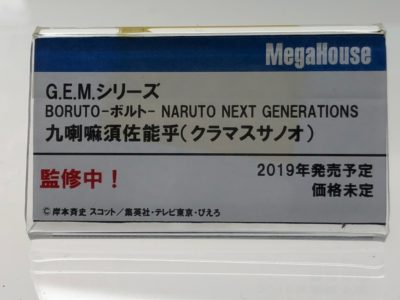 MegaHouse
G.E.M.シリーズ
BORUTO-ボルト- NARUTO NEXT GENERATIONS
九喇嘛須佐能乎(クラマスサノオ)
監修中！
2019年発売予定
価格未定
© 岸本斉史 スコット／集英社・テレビ東京・ぴえろ